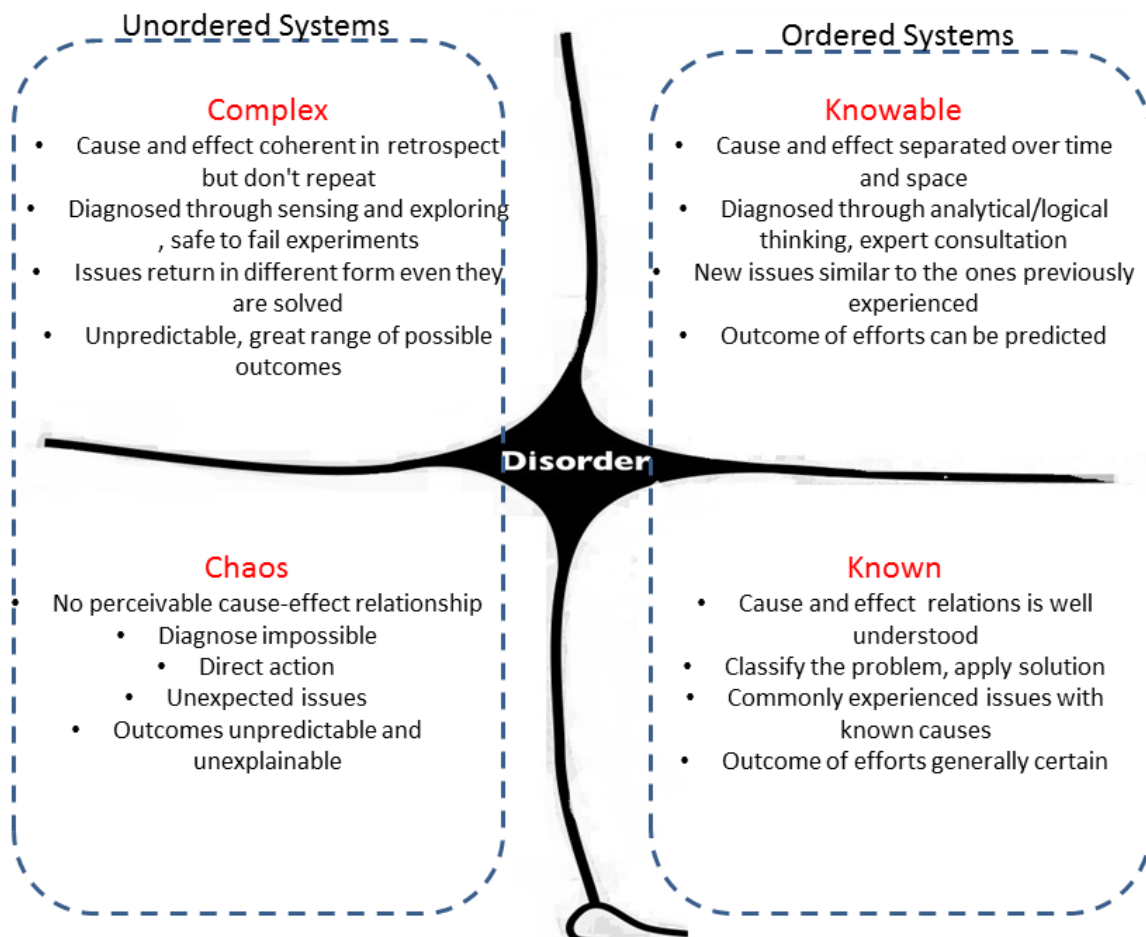 Unordered Systems
Complex
• Cause and effect coherent in retrospect
but don't repeat
• Diagnosed through sensing and exploring
, safe to fail experiments
• Issues return in different form even they
are solved
• Unpredictable, great range of possible
outcomes
Ordered Systems
Knowable
• Cause and effect separated over time
and space
• Diagnosed through analytical/logical
thinking, expert consultation
• New issues similar to the ones previously
experienced
• Outcome of efforts can be predicted
Disorder
Chaos
• No perceivable cause-effect relationship
• Diagnose impossible
• Direct action
• Unexpected issues
• Outcomes unpredictable and
unexplainable
Known
• Cause and effect relations is well
understood
• Classify the problem, apply solution
• Commonly experienced issues with
known causes
• Outcome of efforts generally certain